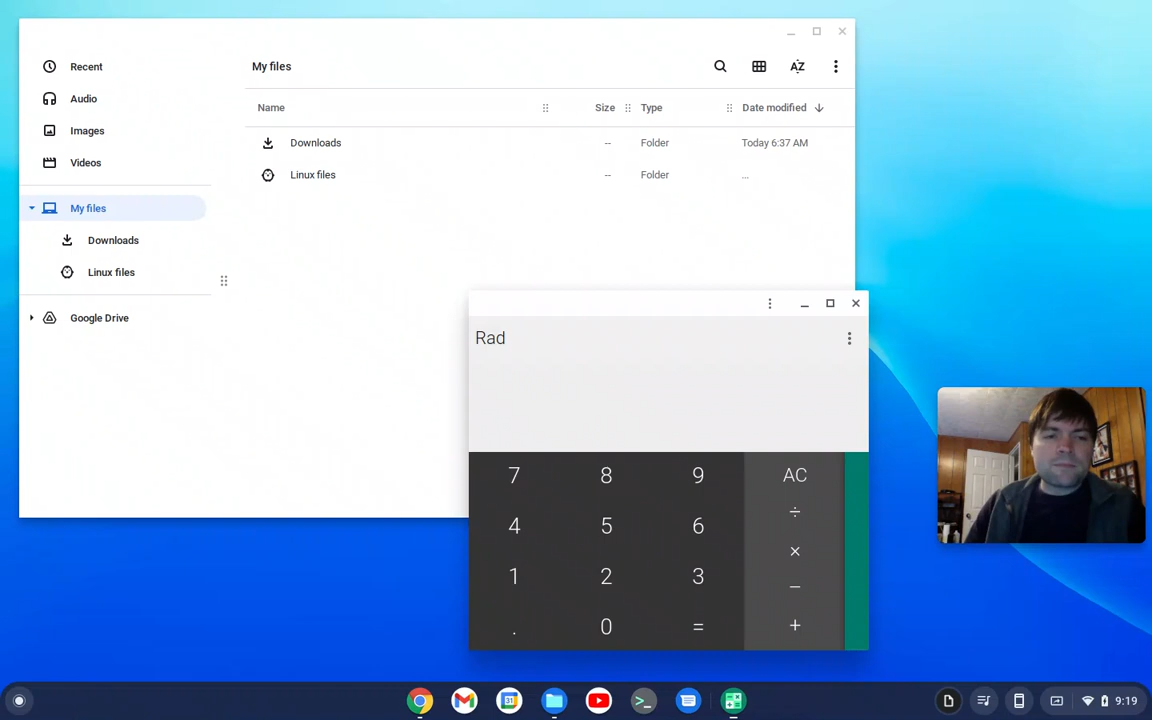 Recent
Audio
Images
Videos
My files
Downloads
Linux files
Google Drive
My files
AZ
Name Size Type Date modified
Downloads -- Folder Today 6:37 AM
Linux files -- Folder ...
Rad
7 8 9 AC
÷
4 5 6
×
1 2 3
−
. 0 = +
31
>_
9:19